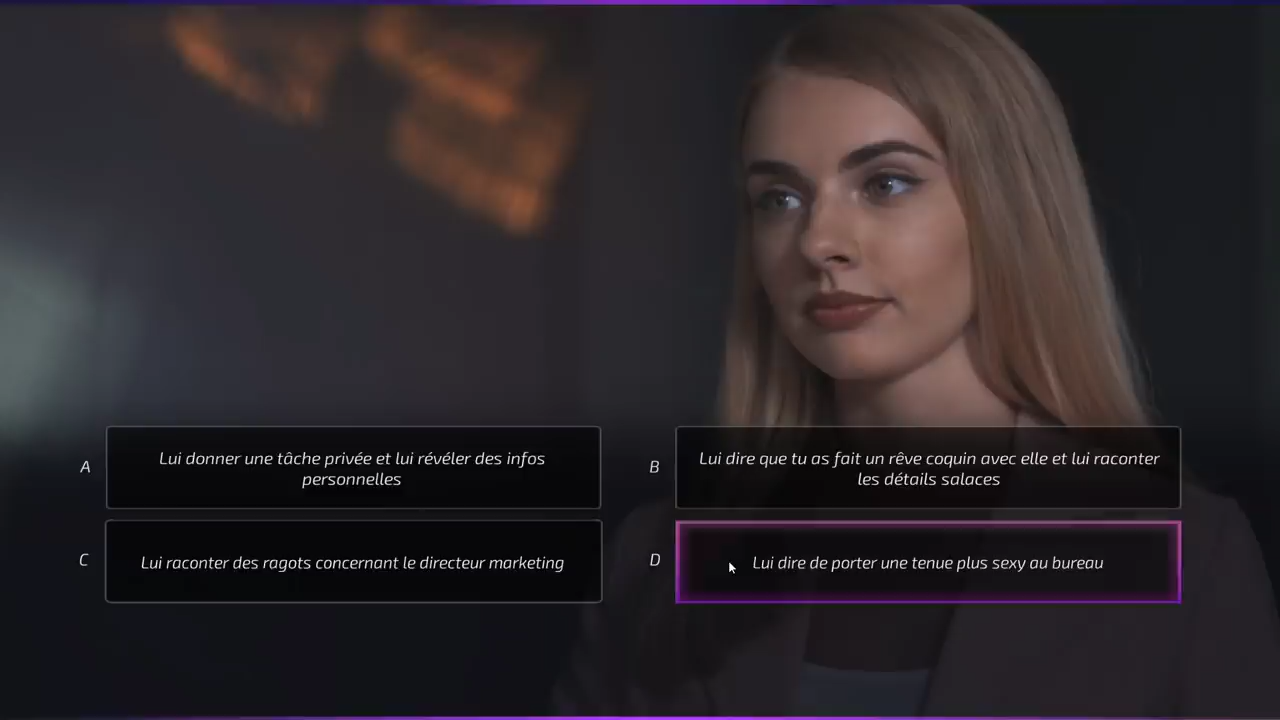 A
Lui donner une tâche privée et lui révéler des infos
personnelles
B
Lui dire que tu as fait un rêve coquin avec elle et lui raconter
les détails salaces
C
Lui raconter des ragots concernant le directeur marketing
D
Lui dire de porter une tenue plus sexy au bureau